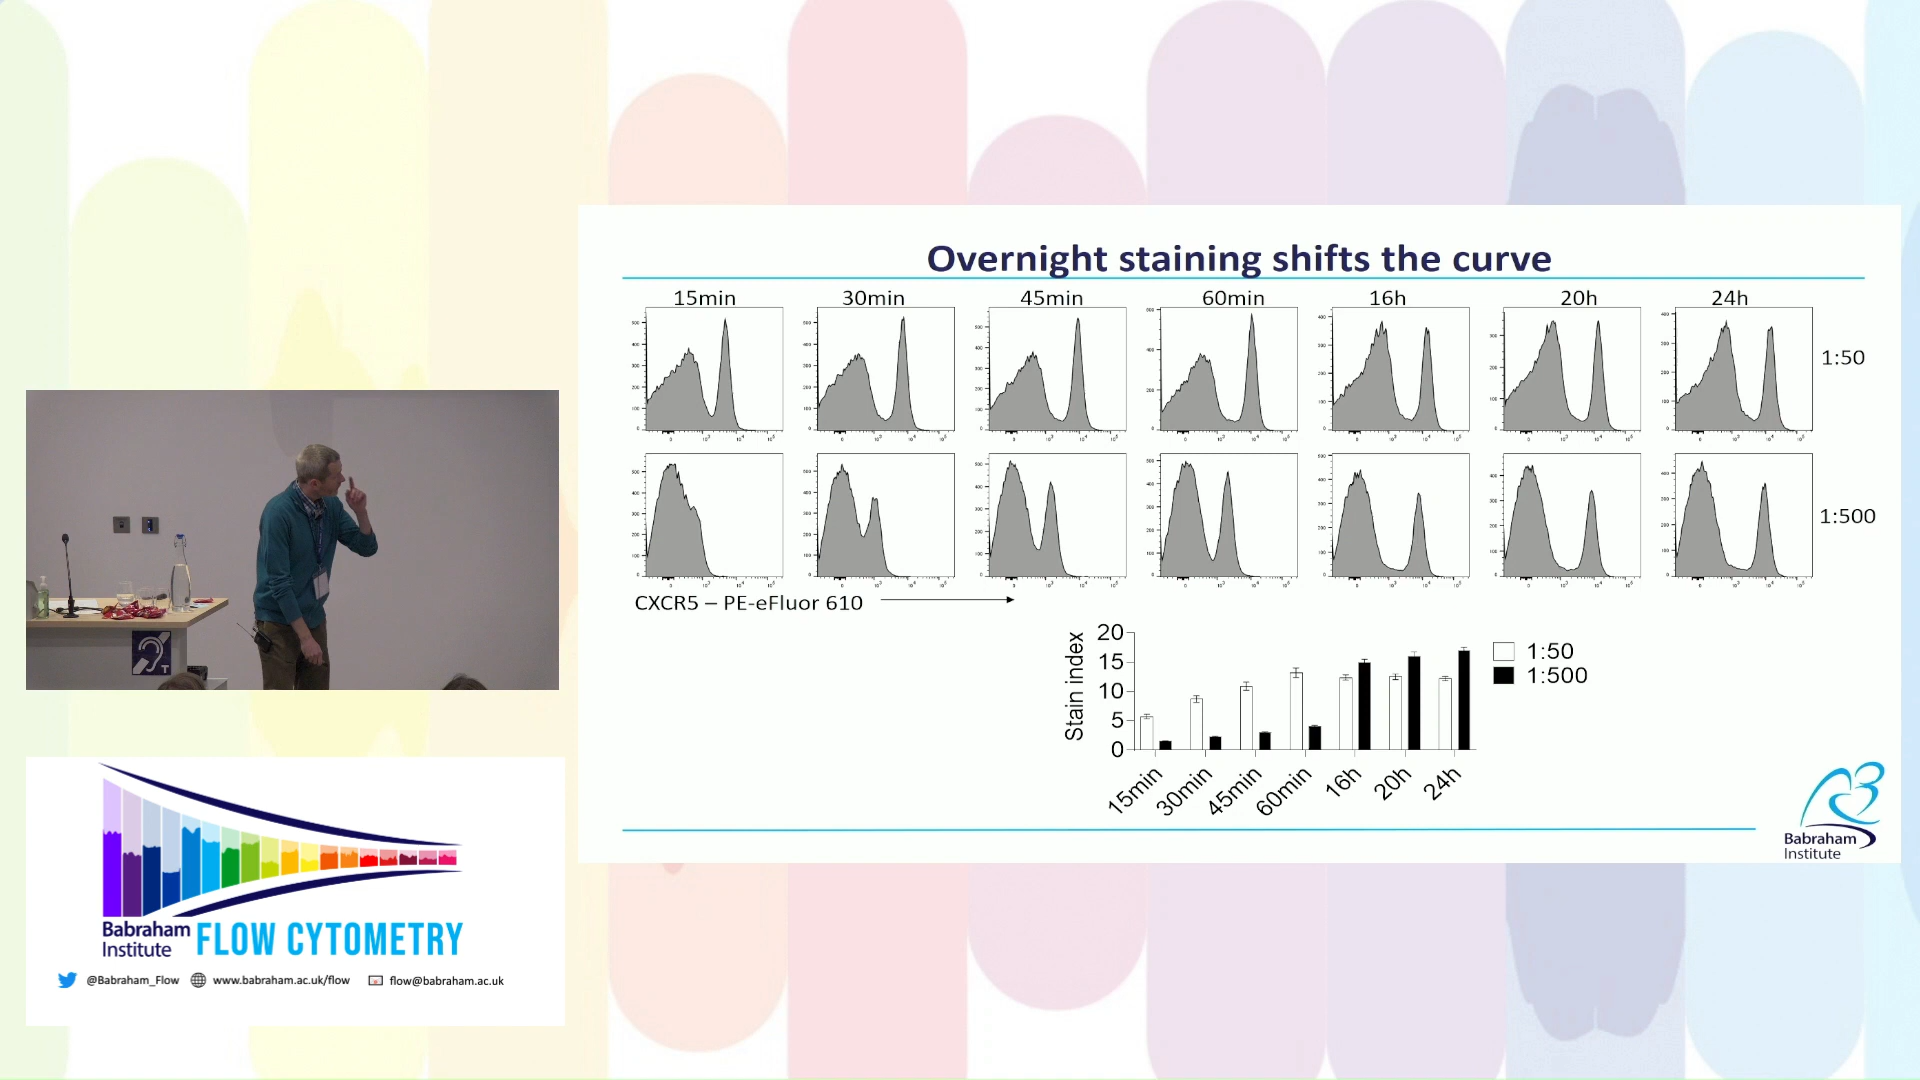 Overnight staining shifts the curve
15min 30min 45min 60min 16h 20h 24h
1:50
1:500
CXCR5 – PE-eFluor 610
Stain index
20
15
10
5
0
15min 30min 45min 60min 16h 20h 24h
1:50
1:500
Babraham
Institute
T
Babraham
Institute
FLOW CYTOMETRY
@Babraham_Flow www.babraham.ac.uk/flow flow@babraham.ac.uk